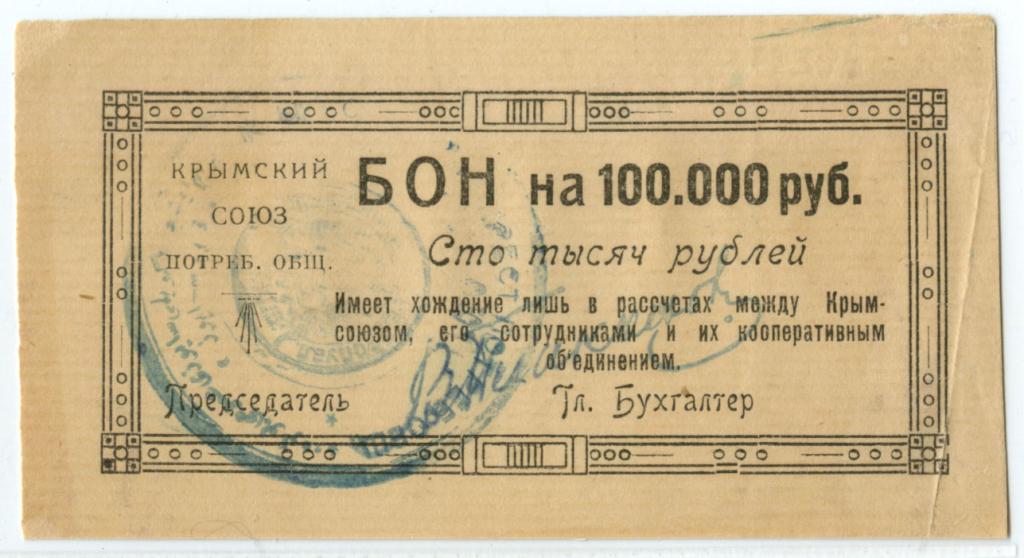 КРЫМСКИЙ
СОЮЗ
ПОТРЕБ. ОБЩ.
БОН на 100.000 руб.
Сто тысяч рублей
Имеет хождение лишь в рассчетах между Крым-
союзом, его сотрудниками и их кооперативным
об'единением.
Председатель
Гл. Бухгалтер